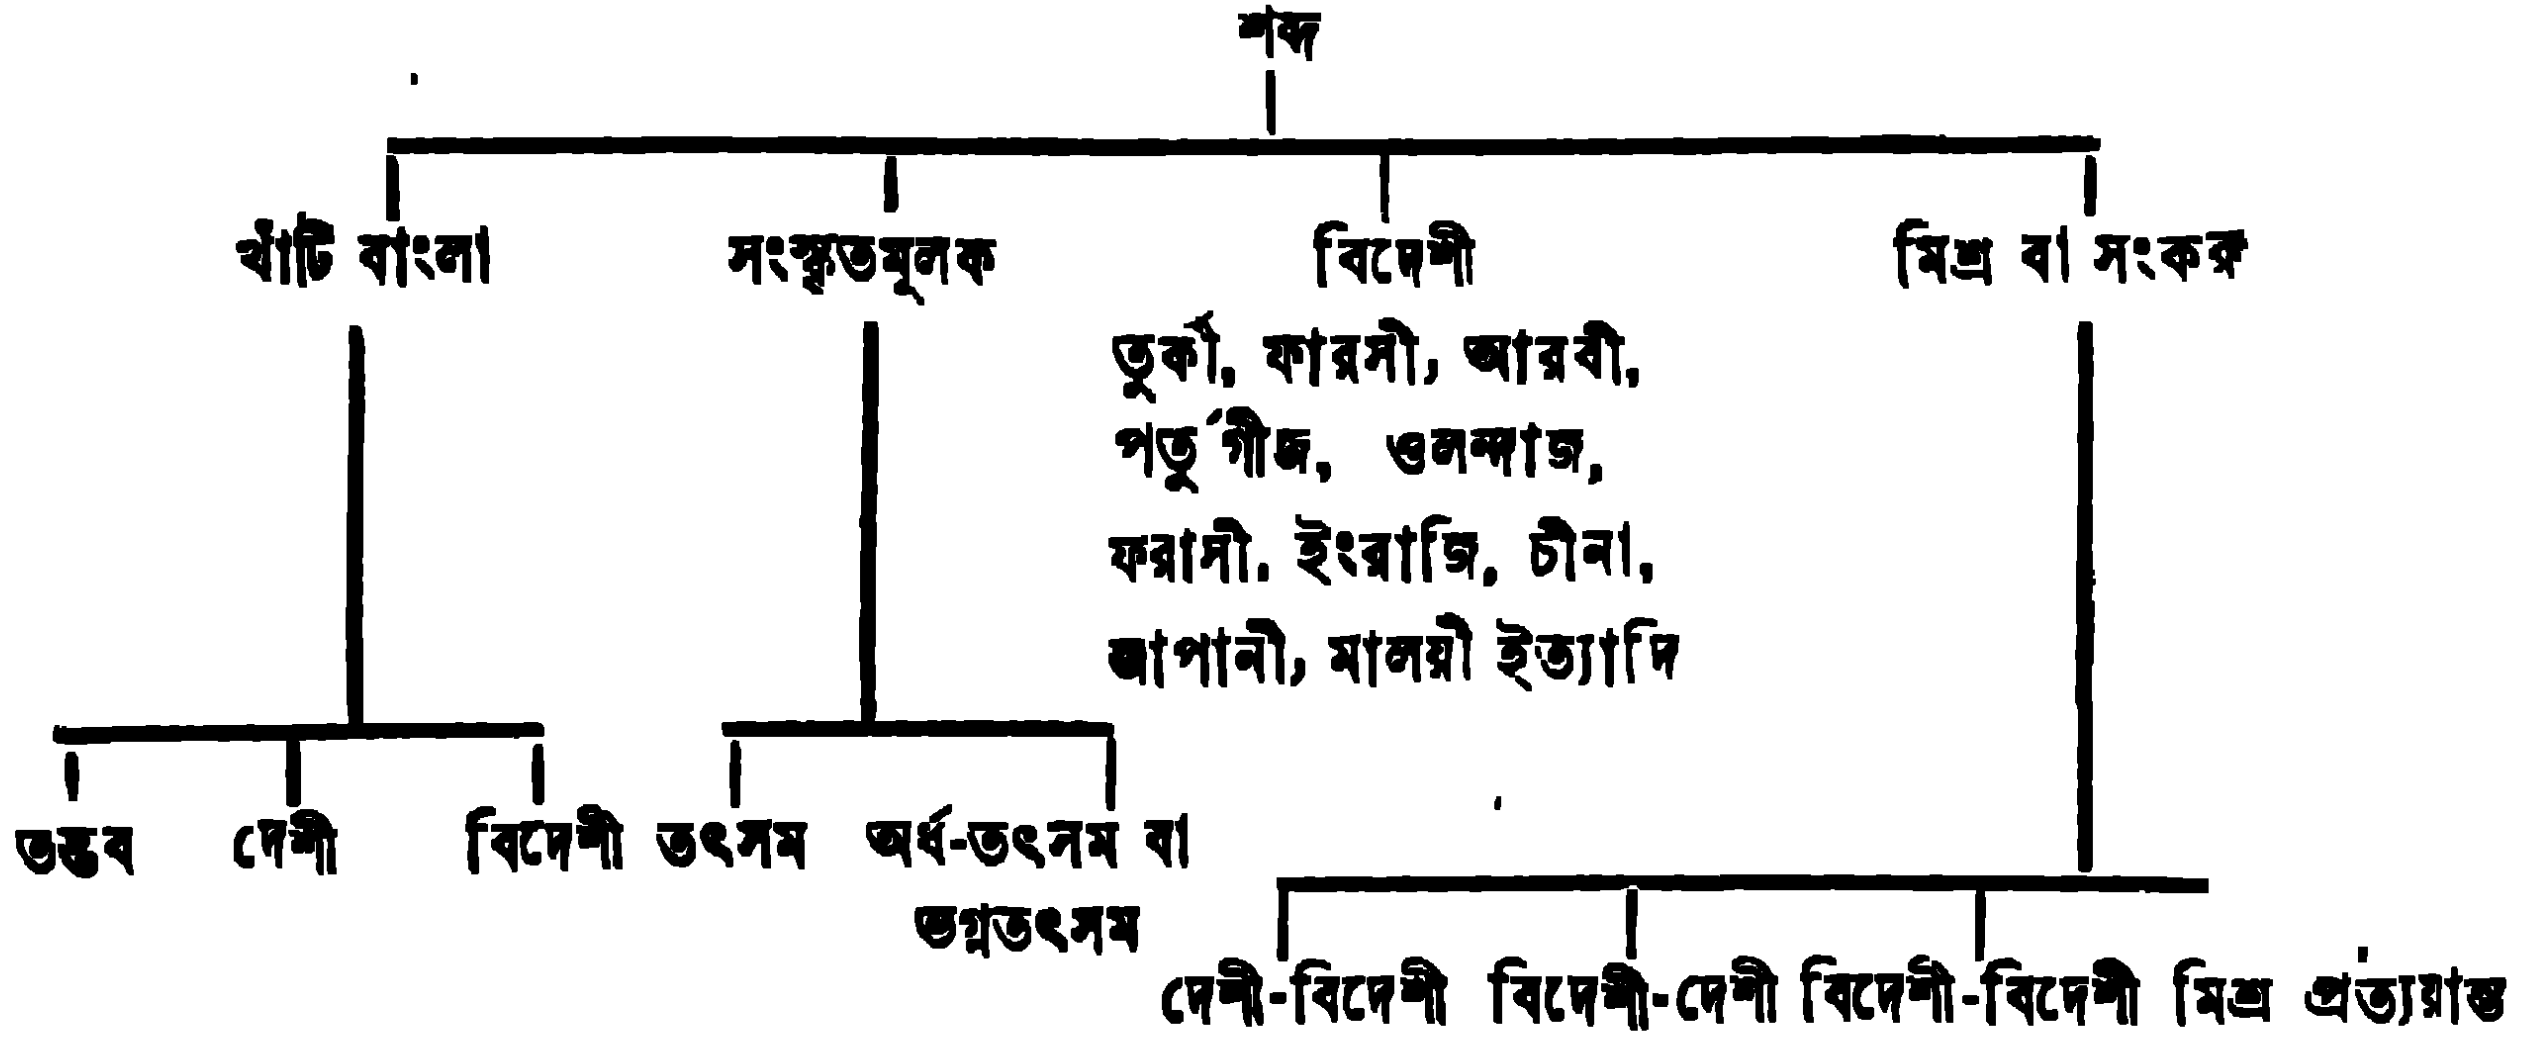 শব্দ
খাঁটি বাংলা সংস্কৃতমূলক বিদেশী মিশ্র বা সংকর
তুর্কী, ফারসী, আরবী,
পর্তুগীজ, ওলন্দাজ,
ফরাসী, ইংরাজি, চীনা,
জাপানী, মালয়ী ইত্যাদি
তদ্ভব দেশী বিদেশী তৎসম অর্ধ-তৎসম বা
ভগ্নতৎসম
দেশী-বিদেশী বিদেশী-দেশী বিদেশী-বিদেশী মিশ্র প্রত্যয়ান্ত